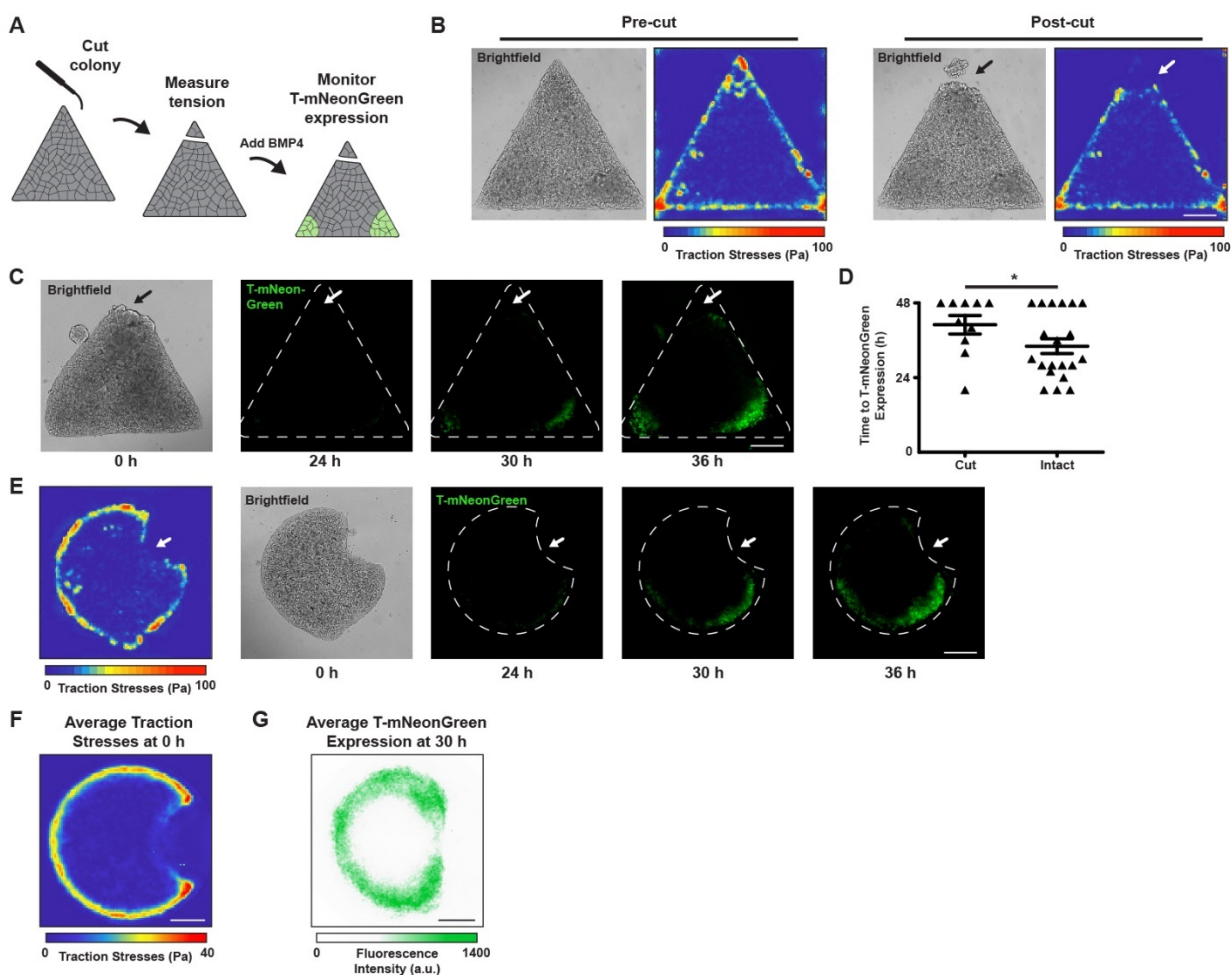 A
Cut
colony
Measure
tension
Add BMP4
Monitor
T-mNeonGreen
expression
B
Pre-cut
Post-cut
Brightfield
Brightfield
0
100
Traction Stresses (Pa)
0
100
Traction Stresses (Pa)
C
Brightfield
T-mNeon-
Green
0 h
24 h
30 h
36 h
D
*
Time to T-mNeonGreen
Expression (h)
48
24
0
Cut
Intact
E
Brightfield
T-mNeonGreen
0
100
Traction Stresses (Pa)
0 h
24 h
30 h
36 h
F
Average Traction
Stresses at 0 h
0
40
Traction Stresses (Pa)
G
Average T-mNeonGreen
Expression at 30 h
0
1400
Fluorescence
Intensity (a.u.)